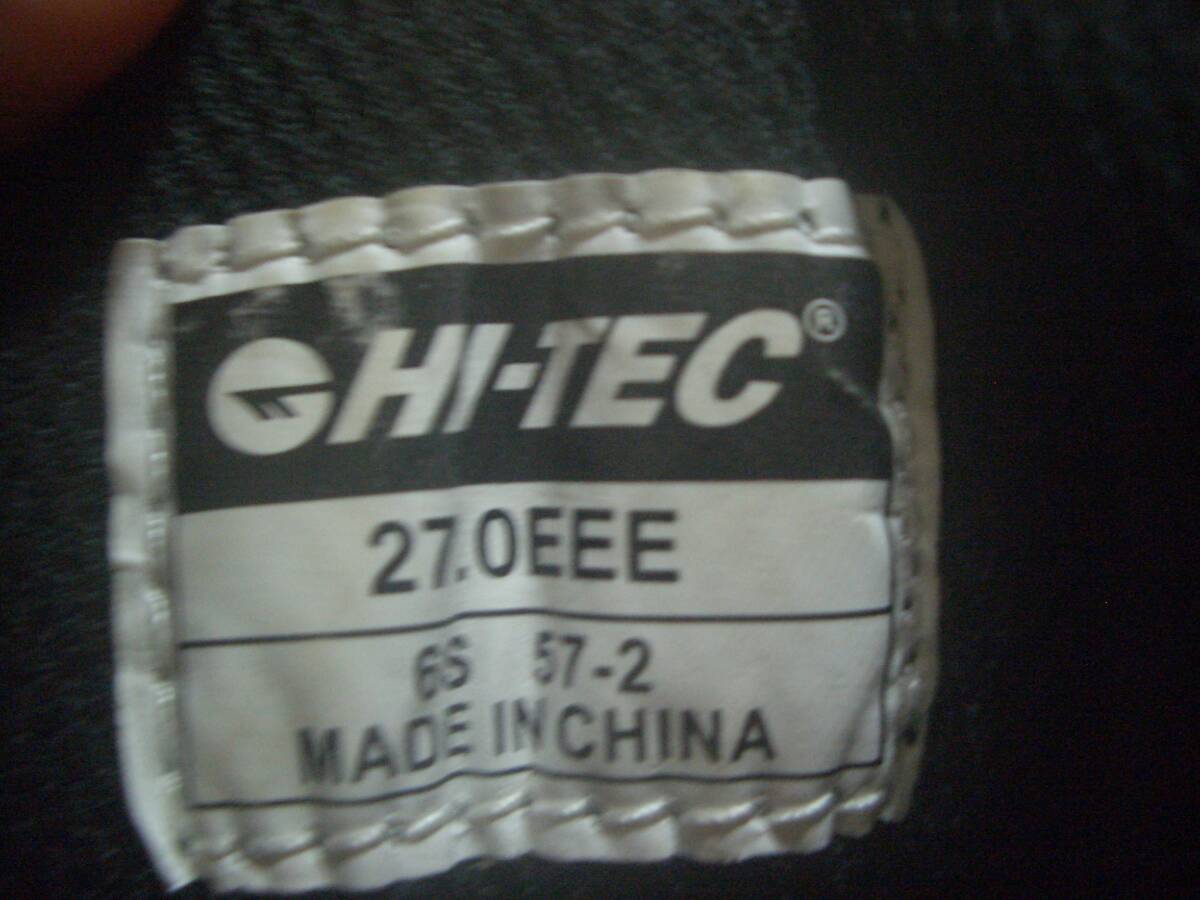 HI-TEC®
27.0EEE
6S 57-2
MADE IN CHINA